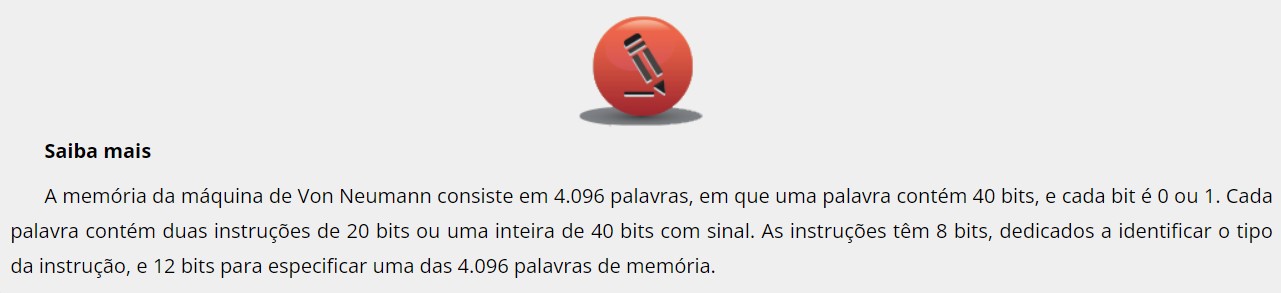 Saiba mais
A memória da máquina de Von Neumann consiste em 4.096 palavras, em que uma palavra contém 40 bits, e cada bit é 0 ou 1. Cada
palavra contém duas instruções de 20 bits ou uma inteira de 40 bits com sinal. As instruções têm 8 bits, dedicados a identificar o tipo
da instrução, e 12 bits para especificar uma das 4.096 palavras de memória.